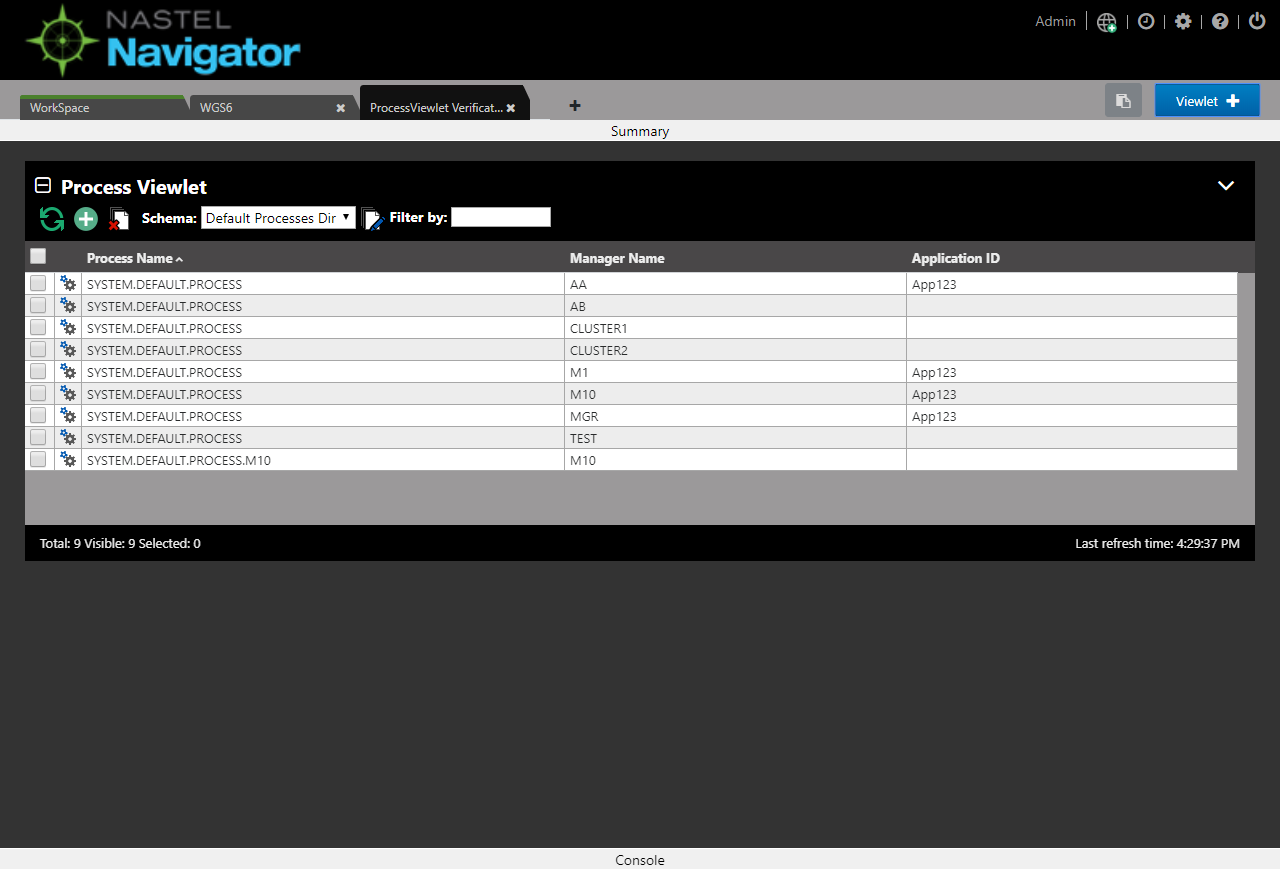 NASTEL
Navigator
Admin
WorkSpace
WGS6
ProcessViewlet Verificat...
Viewlet
Summary
Process Viewlet
Schema: Default Processes Dir Filter by:
Process Name Manager Name Application ID
SYSTEM.DEFAULT.PROCESS AA App123
SYSTEM.DEFAULT.PROCESS AB
SYSTEM.DEFAULT.PROCESS CLUSTER1
SYSTEM.DEFAULT.PROCESS CLUSTER2
SYSTEM.DEFAULT.PROCESS M1 App123
SYSTEM.DEFAULT.PROCESS M10 App123
SYSTEM.DEFAULT.PROCESS MGR App123
SYSTEM.DEFAULT.PROCESS TEST
SYSTEM.DEFAULT.PROCESS.M10 M10
Total: 9 Visible: 9 Selected: 0 Last refresh time: 4:29:37 PM
Console